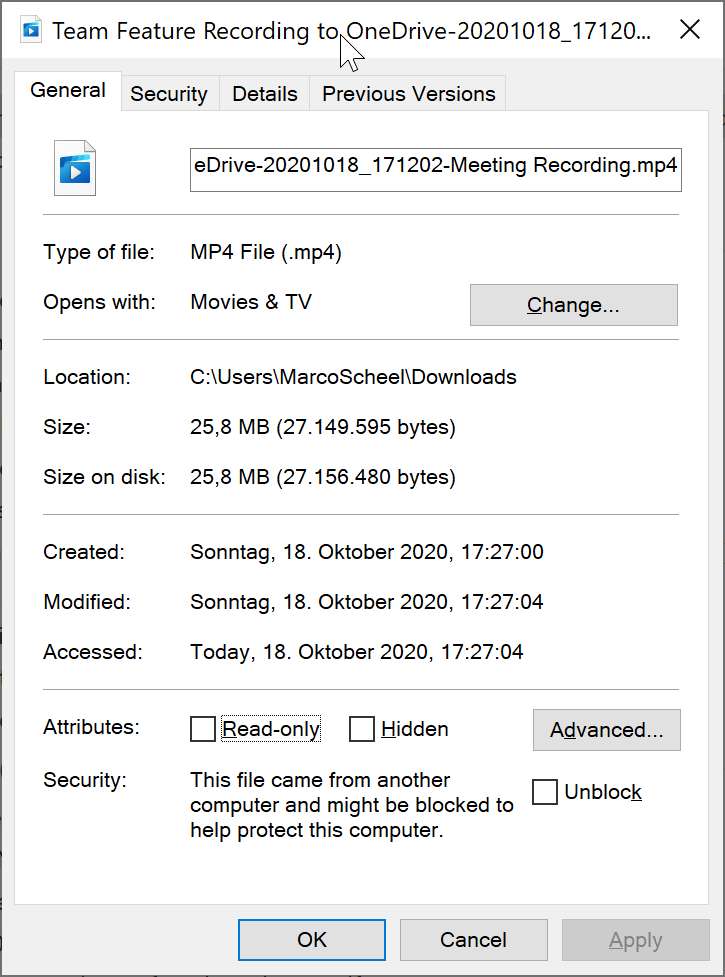 Team Feature Recording to OneDrive-20201018_17120...
General
Security
Details
Previous Versions
eDrive-20201018_171202-Meeting Recording.mp4
Type of file: MP4 File (.mp4)
Opens with: Movies & TV
Change...
Location: C:\Users\MarcoScheel\Downloads
Size: 25,8 MB (27.149.595 bytes)
Size on disk: 25,8 MB (27.156.480 bytes)
Created: Sonntag, 18. Oktober 2020, 17:27:00
Modified: Sonntag, 18. Oktober 2020, 17:27:04
Accessed: Today, 18. Oktober 2020, 17:27:04
Attributes: Read-only Hidden
Advanced...
Security: This file came from another
computer and might be blocked to
help protect this computer.
Unblock
OK
Cancel
Apply